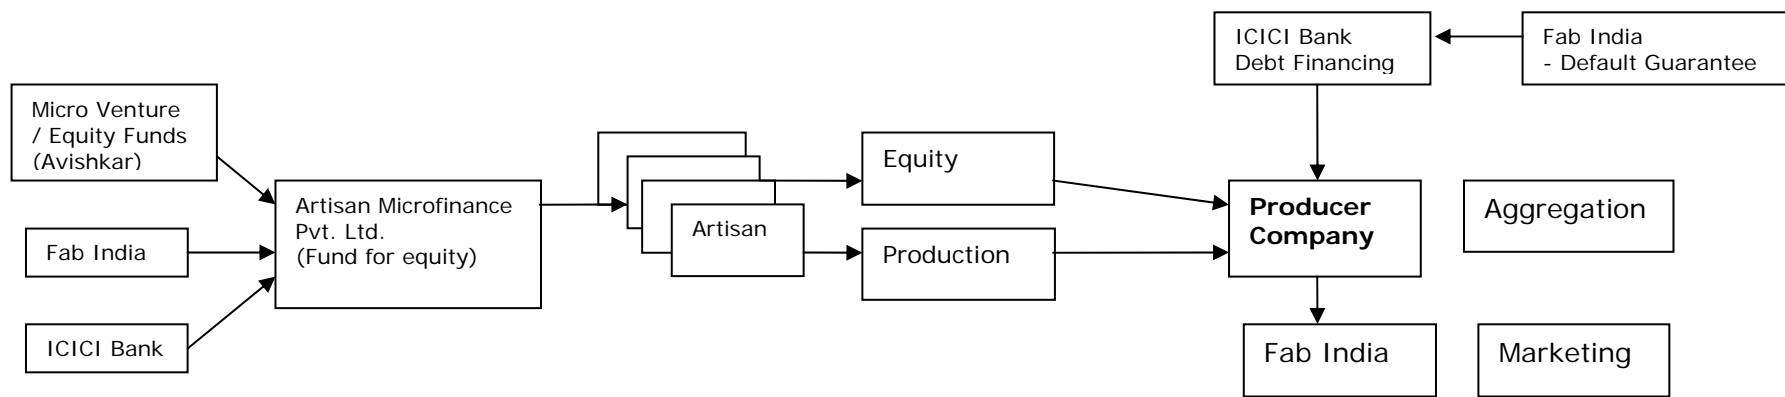 ICICI Bank
Debt Financing
Fab India
- Default Guarantee
Micro Venture
/ Equity Funds
(Avishkar)
Fab India
ICICI Bank
Artisan Microfinance
Pvt. Ltd.
(Fund for equity)
Artisan
Equity
Production
Producer
Company
Aggregation
Fab India
Marketing